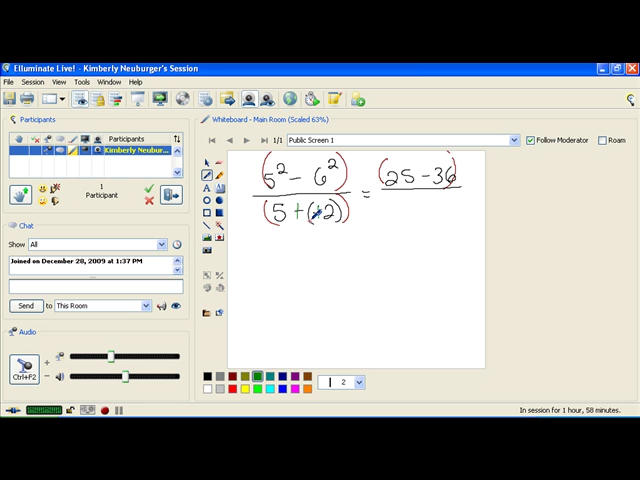 Elluminate Live! - Kimberly Neuburger's Session
File Session View Tools Window Help
Participants
Participants
Kimberly Neubur...
1
Participant
Chat
Show All
Joined on December 28, 2009 at 1:37 PM
Send to This Room
Audio
Ctrl+F2
Whiteboard - Main Room (Scaled 63%)
1/1 Public Screen 1 Follow Moderator Roam
(5² - 6²) = (25 - 36)
(5 + (+2))
2
In session for 1 hour, 58 minutes.